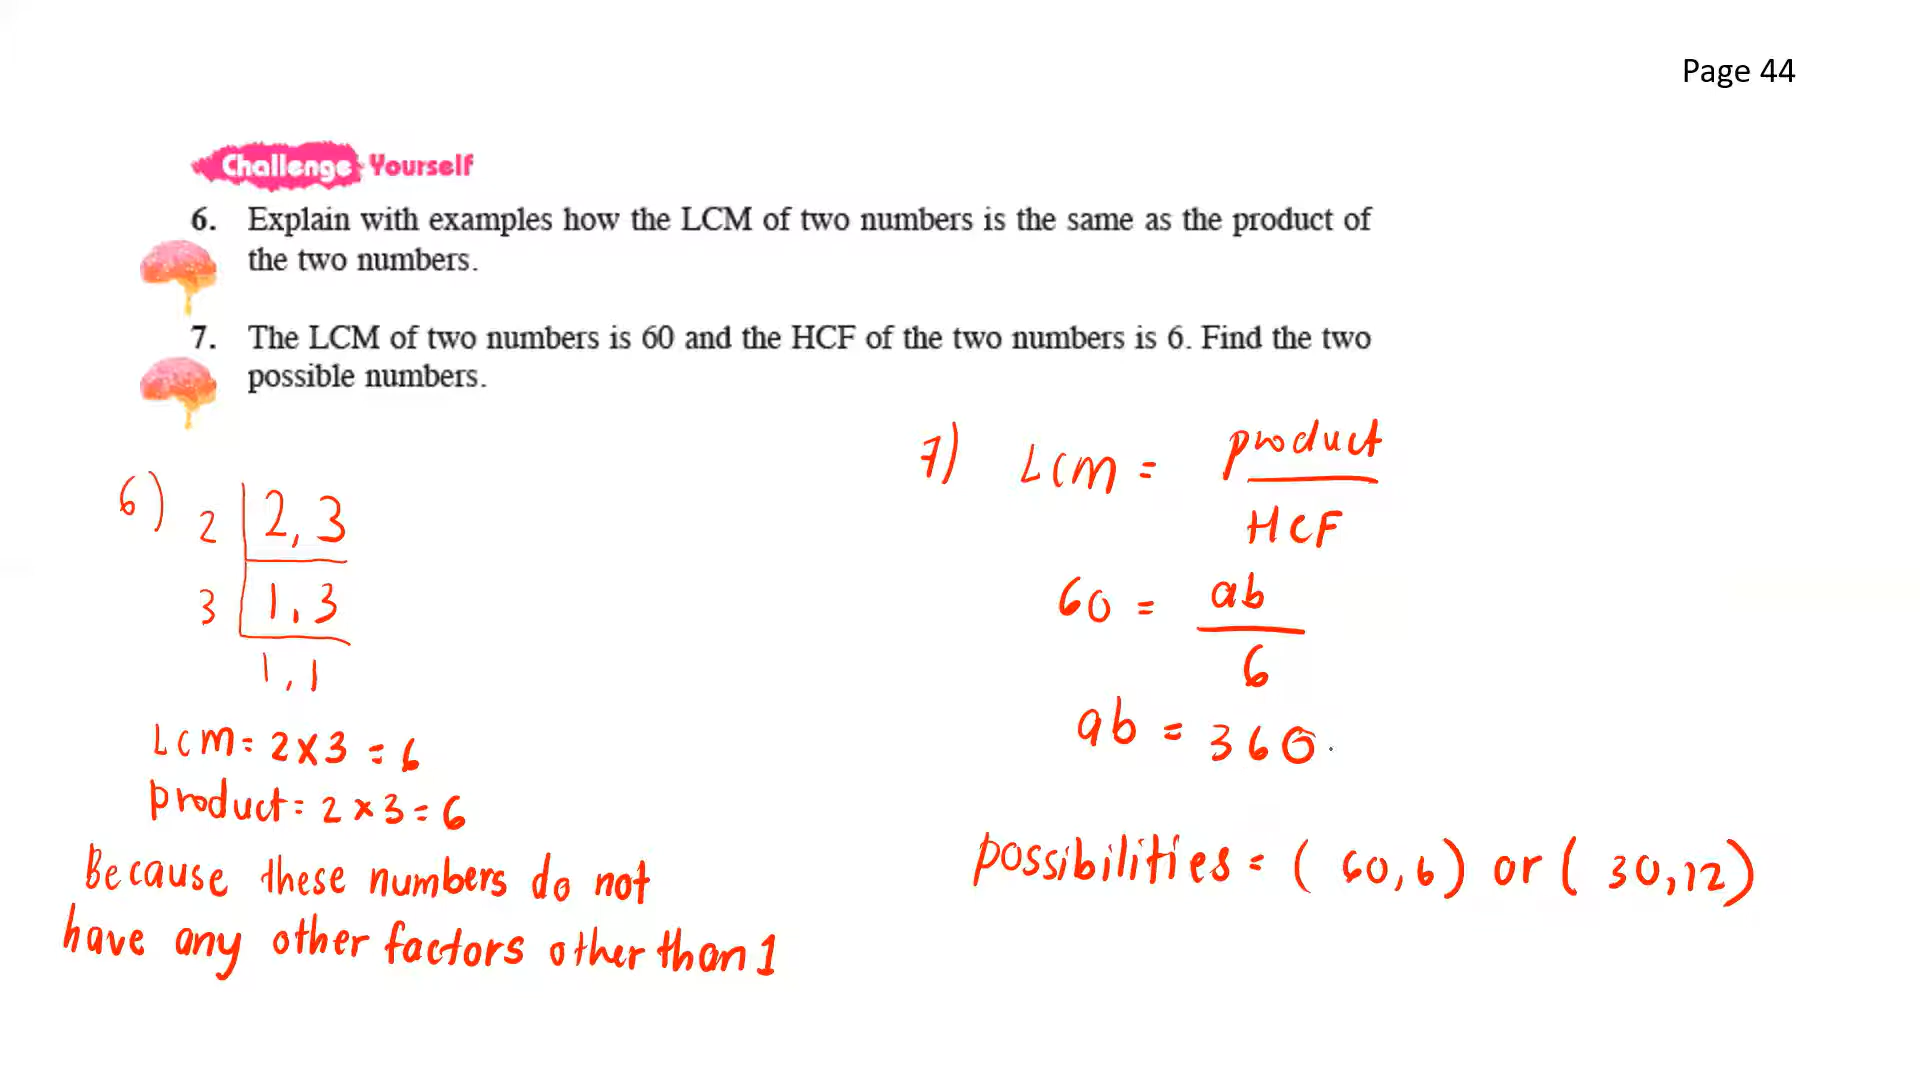 Page 44
Challenge Yourself
6. Explain with examples how the LCM of two numbers is the same as the product of
the two numbers.
7. The LCM of two numbers is 60 and the HCF of the two numbers is 6. Find the two
possible numbers.
6)
2 | 2, 3
3 | 1, 3
1, 1
LCM = 2 x 3 = 6
product = 2 x 3 = 6
Because these numbers do not
have any other factors other than 1
7) LCM = product
HCF
60 = ab
6
ab = 360
possibilities = ( 60, 6 ) or ( 30, 12 )